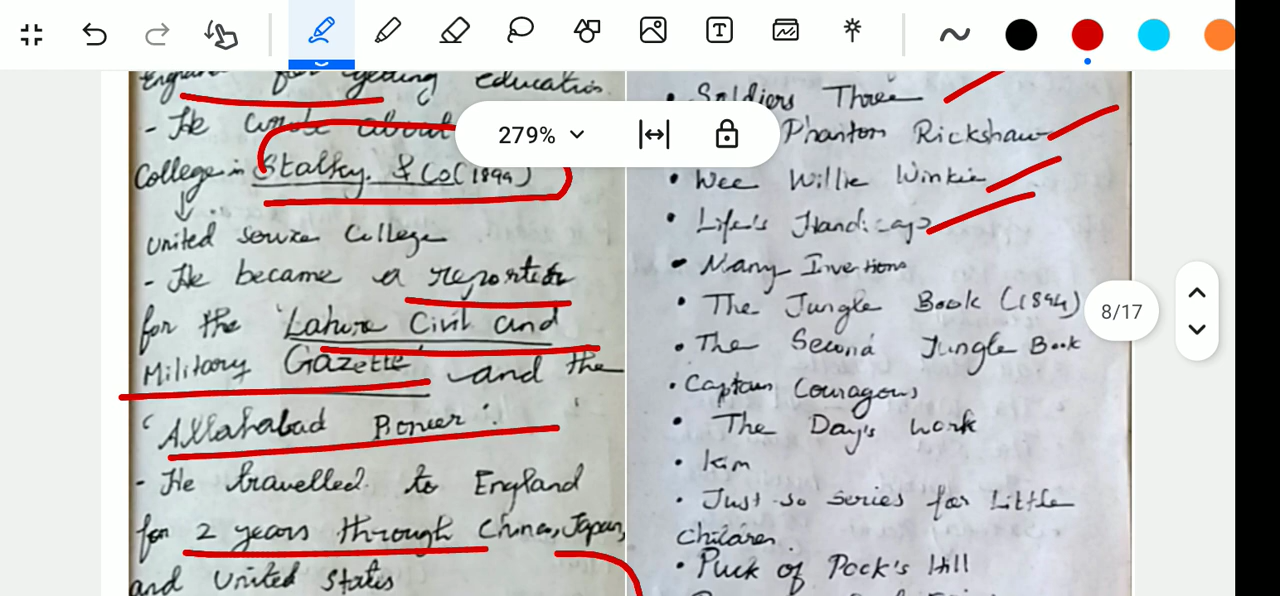 England for getting education.
- He wrote about
College in Stalky. & Co (1899)
United Service College
- He became a reporter
for the 'Lahore Civil and
Military Gazette' and the
'Allahabad Pioneer'.
- He travelled to England
for 2 years through China, Japan,
and United States
279%
• Soldiers Three
Phantom Rickshaw
• Wee Willie Winkie
• Life's Handicap
• Many Inventions
• The Jungle Book (1894)
• The Second Jungle Book
• Captain Couragous
• The Day's Work
• Kim
• Just so series for Little
Children.
• Puck of Pock's Hill
8/17